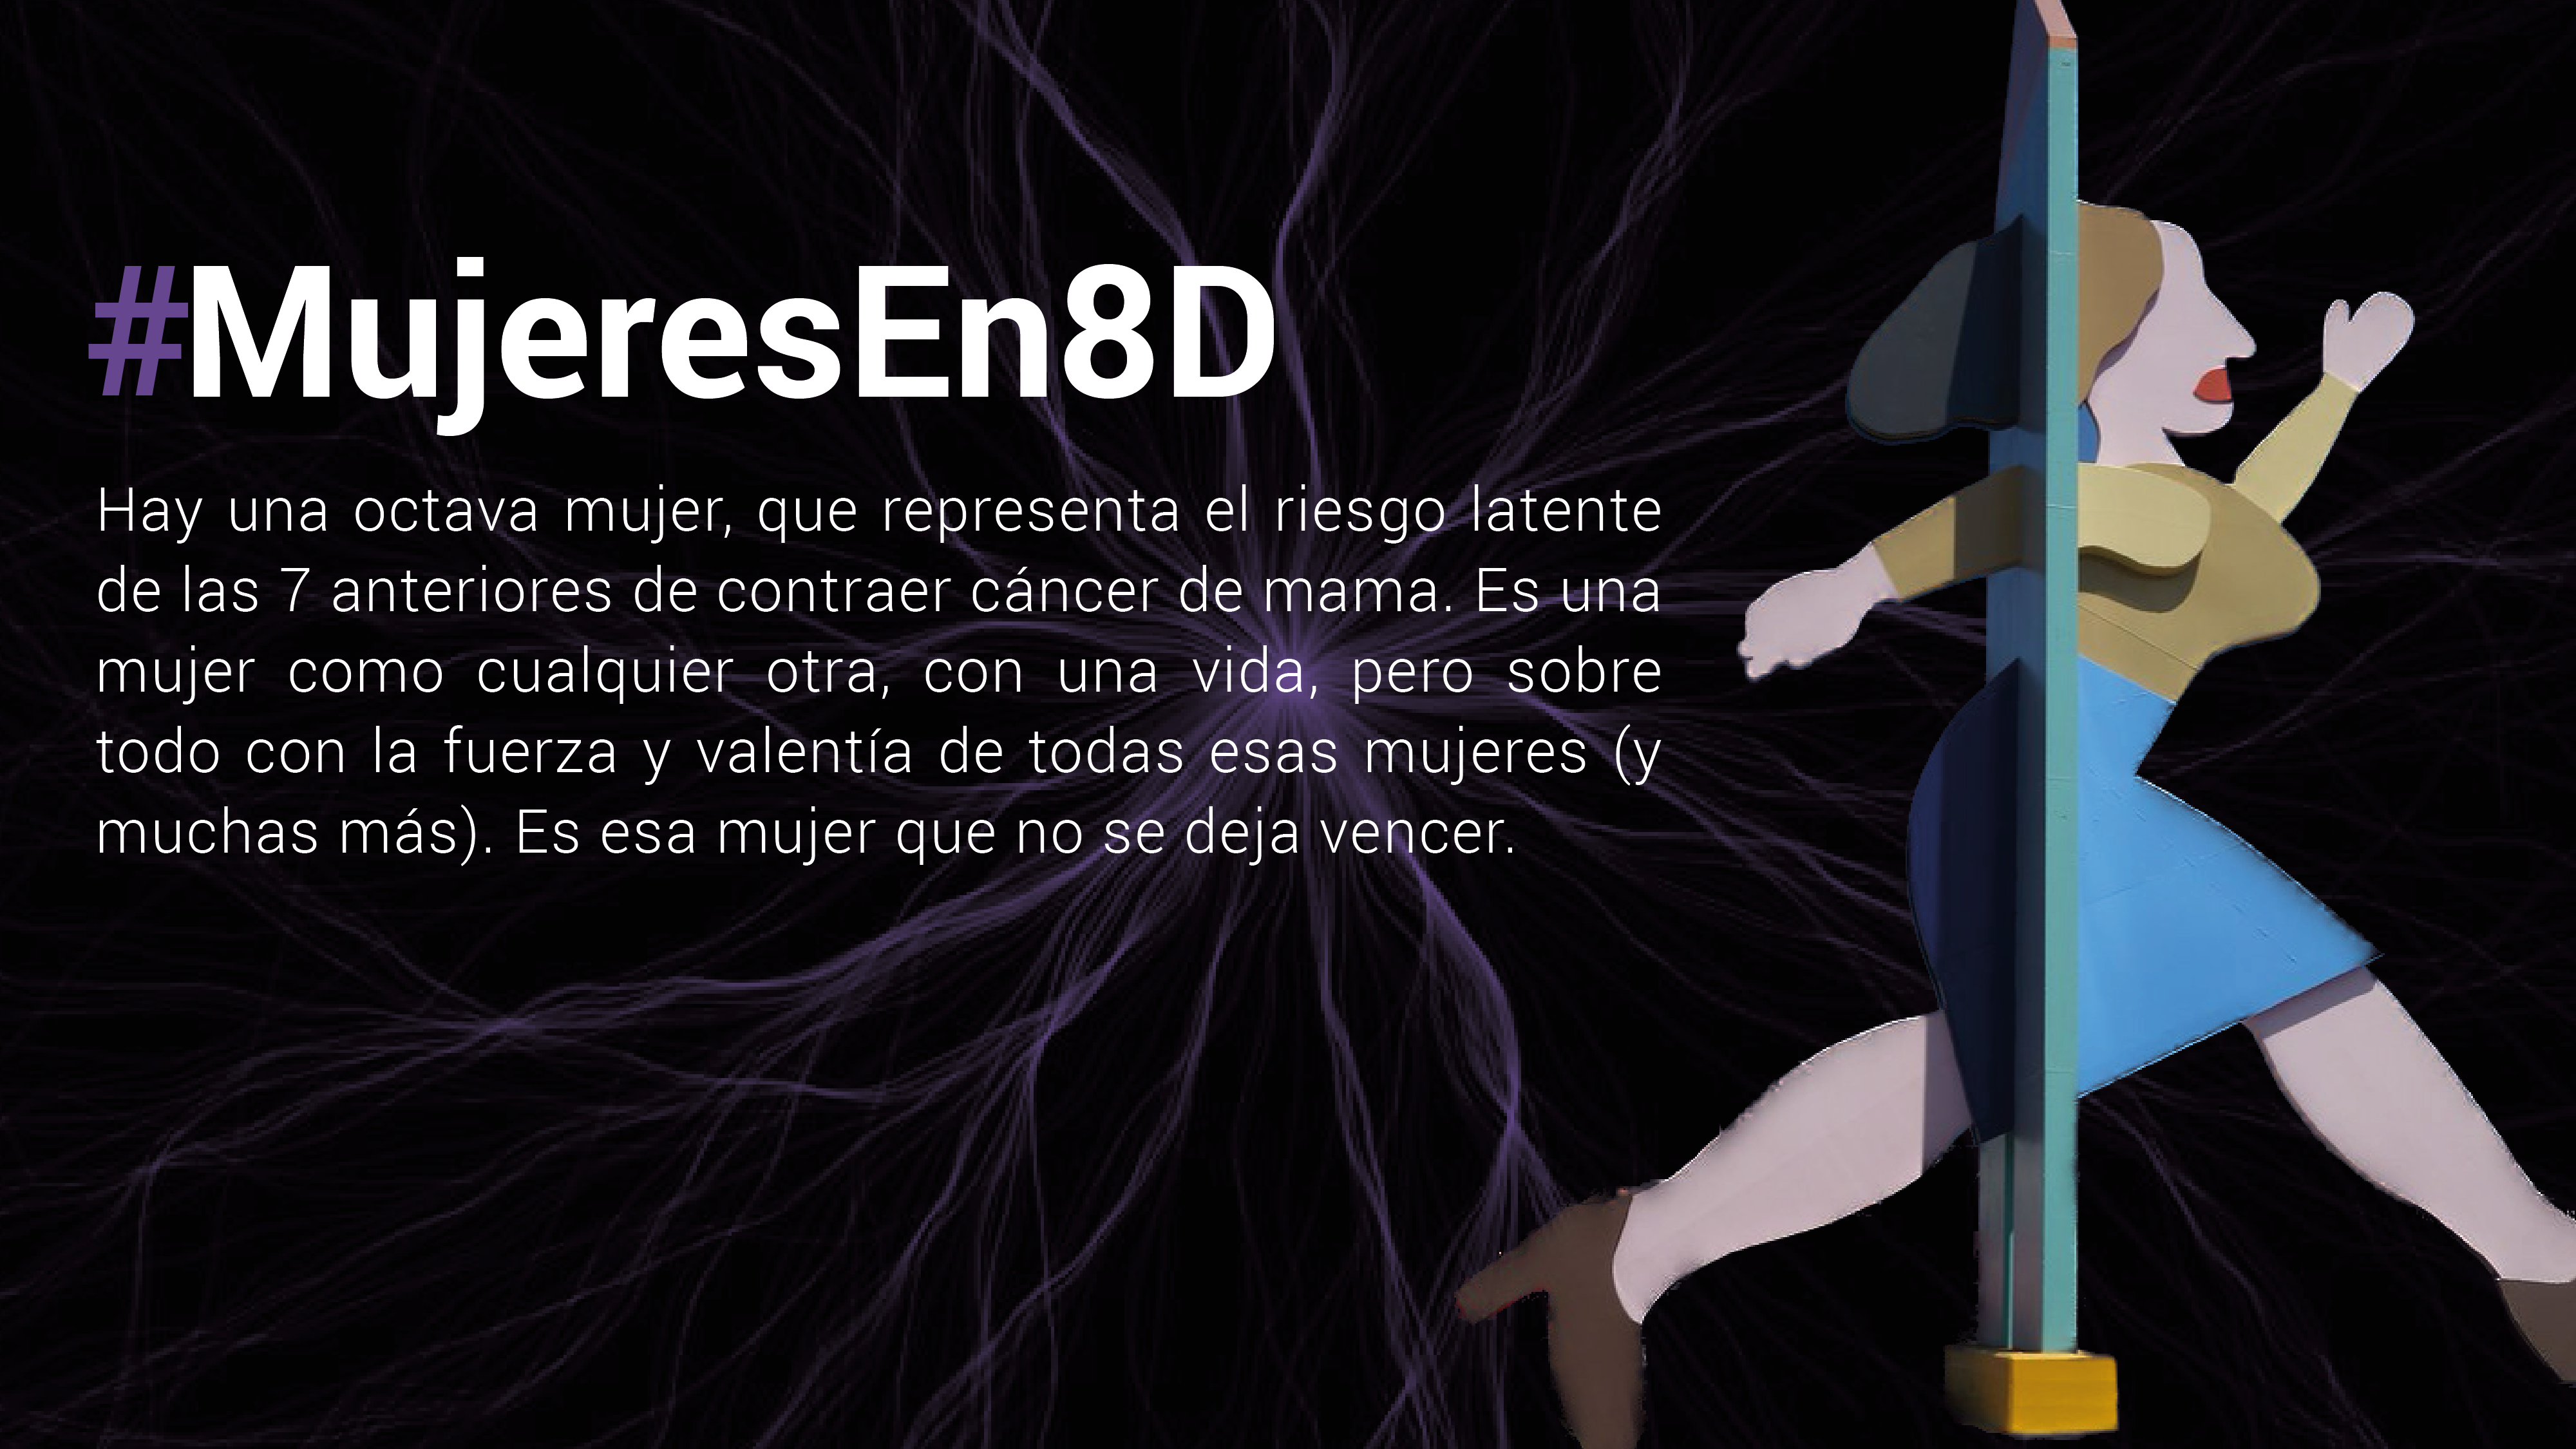 #MujeresEn8D
Hay una octava mujer, que representa el riesgo latente
de las 7 anteriores de contraer cáncer de mama. Es una
mujer como cualquier otra, con una vida, pero sobre
todo con la fuerza y valentía de todas esas mujeres (y
muchas más). Es esa mujer que no se deja vencer.